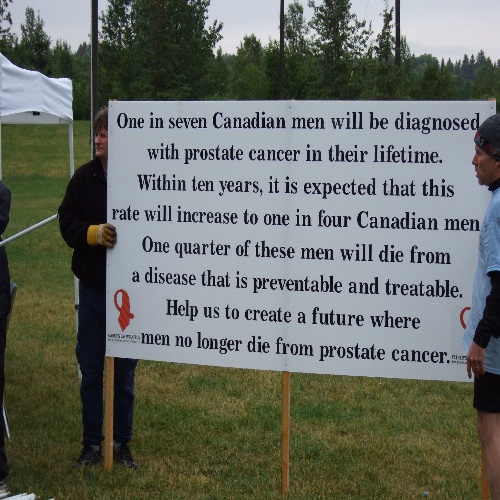 One in seven Canadian men will be diagnosed
with prostate cancer in their lifetime.
Within ten years, it is expected that this
rate will increase to one in four Canadian men
One quarter of these men will die from
a disease that is preventable and treatable.
Help us to create a future where
men no longer die from prostate cancer.